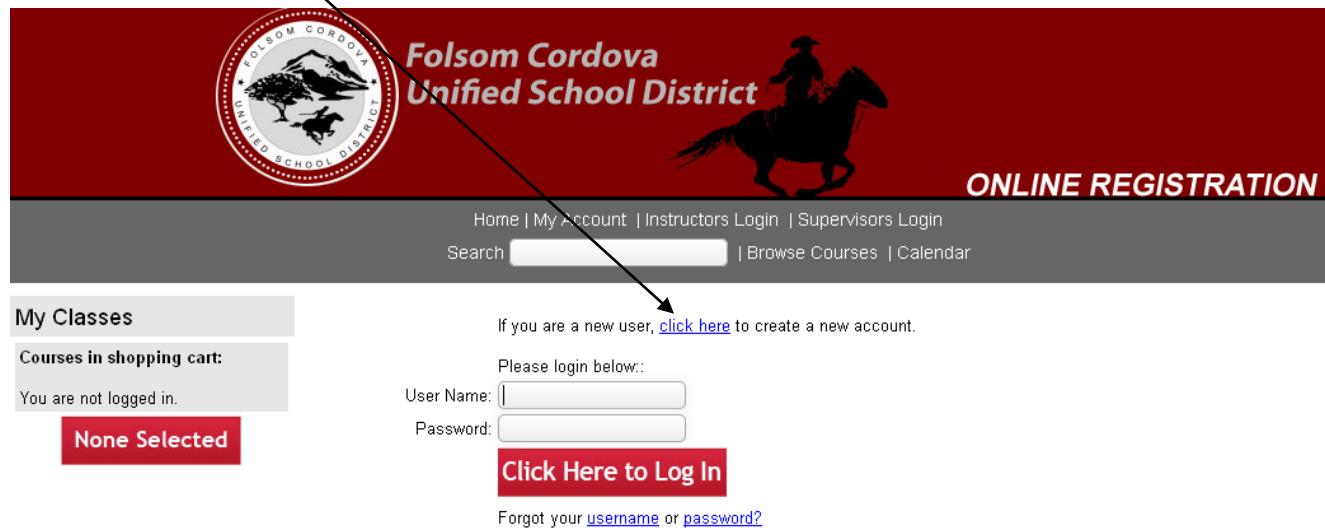 FOLSOM CORDOVA
UNIFIED SCHOOL DISTRICT
Folsom Cordova
Unified School District
ONLINE REGISTRATION
Home | My Account | Instructors Login | Supervisors Login
Search | Browse Courses | Calendar
My Classes
Courses in shopping cart:
You are not logged in.
None Selected
If you are a new user, click here to create a new account.
Please login below::
User Name:
Password:
Click Here to Log In
Forgot your username or password?